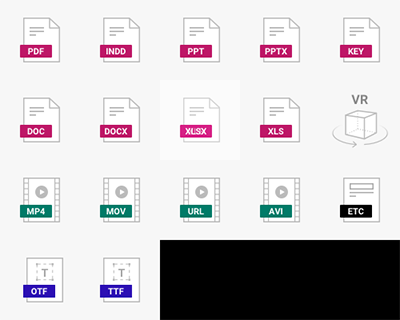 PDF
INDD
PPT
PPTX
KEY
DOC
DOCX
XLSX
XLS
VR
MP4
MOV
URL
AVI
ETC
T
OTF
T
TTF